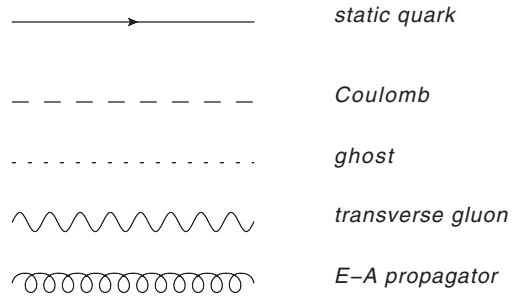 static quark
Coulomb
ghost
transverse gluon
E–A propagator